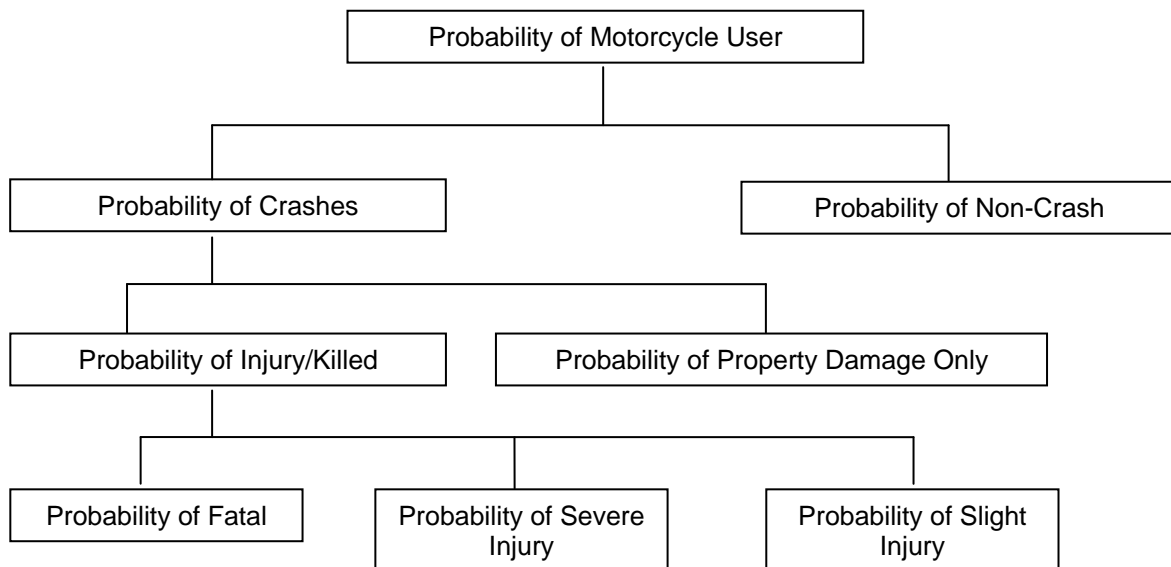 Probability of Motorcycle User
Probability of Crashes
Probability of Non-Crash
Probability of Injury/Killed
Probability of Property Damage Only
Probability of Fatal
Probability of Severe
Injury
Probability of Slight
Injury